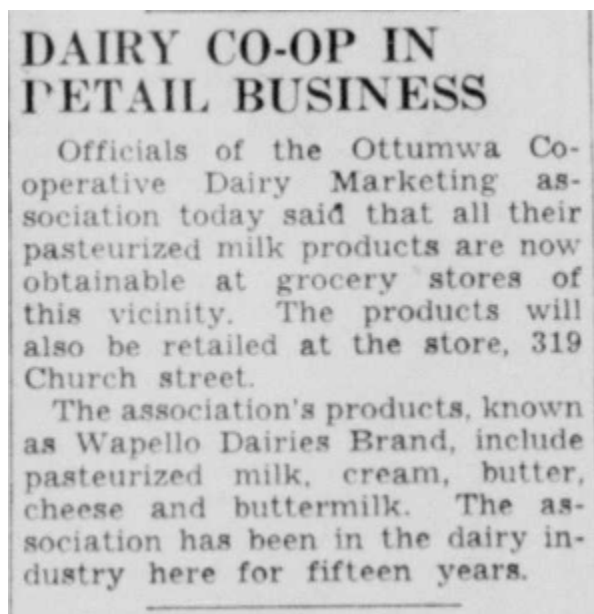 DAIRY CO-OP IN
RETAIL BUSINESS
Officials of the Ottumwa Co-
operative Dairy Marketing as-
sociation today said that all their
pasteurized milk products are now
obtainable at grocery stores of
this vicinity. The products will
also be retailed at the store, 319
Church street.
The association's products, known
as Wapello Dairies Brand, include
pasteurized milk, cream, butter,
cheese and buttermilk. The as-
sociation has been in the dairy in-
dustry here for fifteen years.